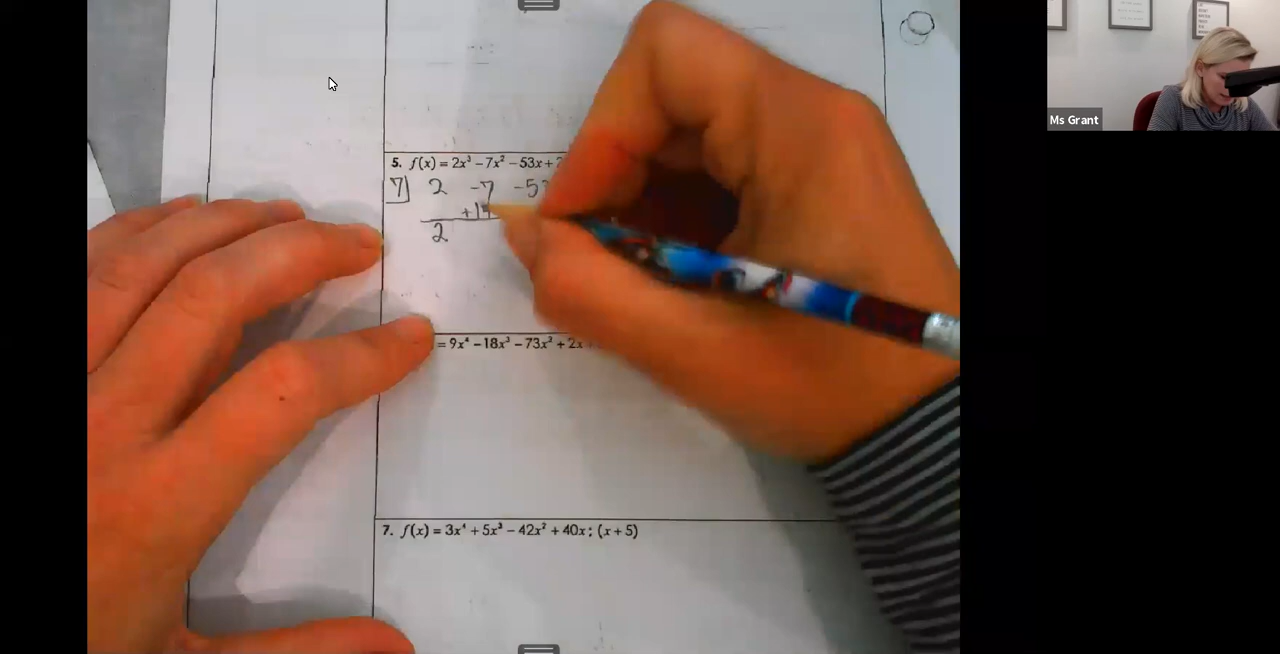 Ms Grant
5. f(x) = 2x³ - 7x² - 53x +
7 2 -7 -5
+1
2
= 9x⁴ - 18x³ - 73x² + 2x
7. f(x) = 3x⁴ + 5x³ - 42x² + 40x; (x + 5)